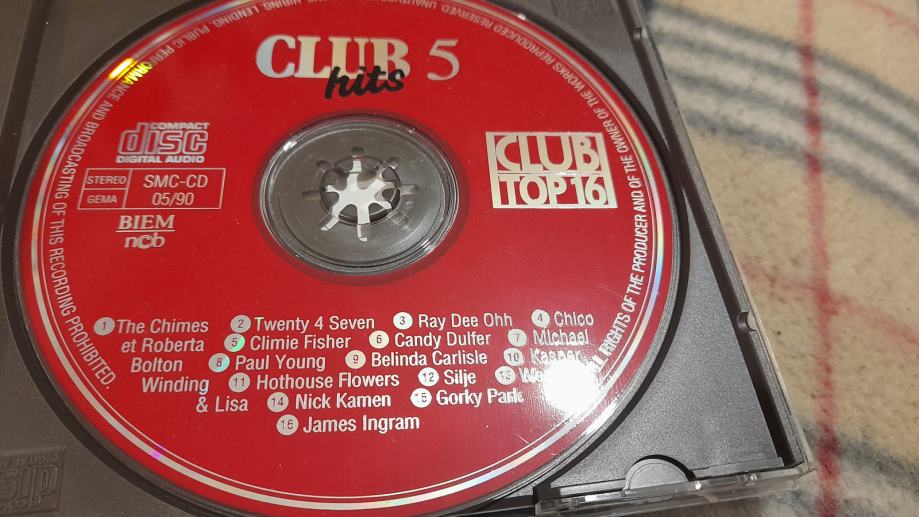 CLUB 5
hits
COMPACT
disc
DIGITAL AUDIO
STEREO
GEMA
SMC-CD
05/90
BIEM
ncb
CLUB
TOP 16
1 The Chimes 2 Twenty 4 Seven 3 Ray Dee Ohh 4 Chico
et Roberta 5 Climie Fisher 6 Candy Dulfer 7 Michael
Bolton 8 Paul Young 9 Belinda Carlisle 10 Kasper
Winding 11 Hothouse Flowers 12 Silje 13
& Lisa 14 Nick Kamen 15 Gorky Park
16 James Ingram
ALL RIGHTS OF THE PRODUCER AND OF THE OWNER OF THE WORKS REPRODUCED RESERVED. HIRING, LENDING, PUBLIC PERFORMANCE AND BROADCASTING OF THIS RECORDING PROHIBITED.